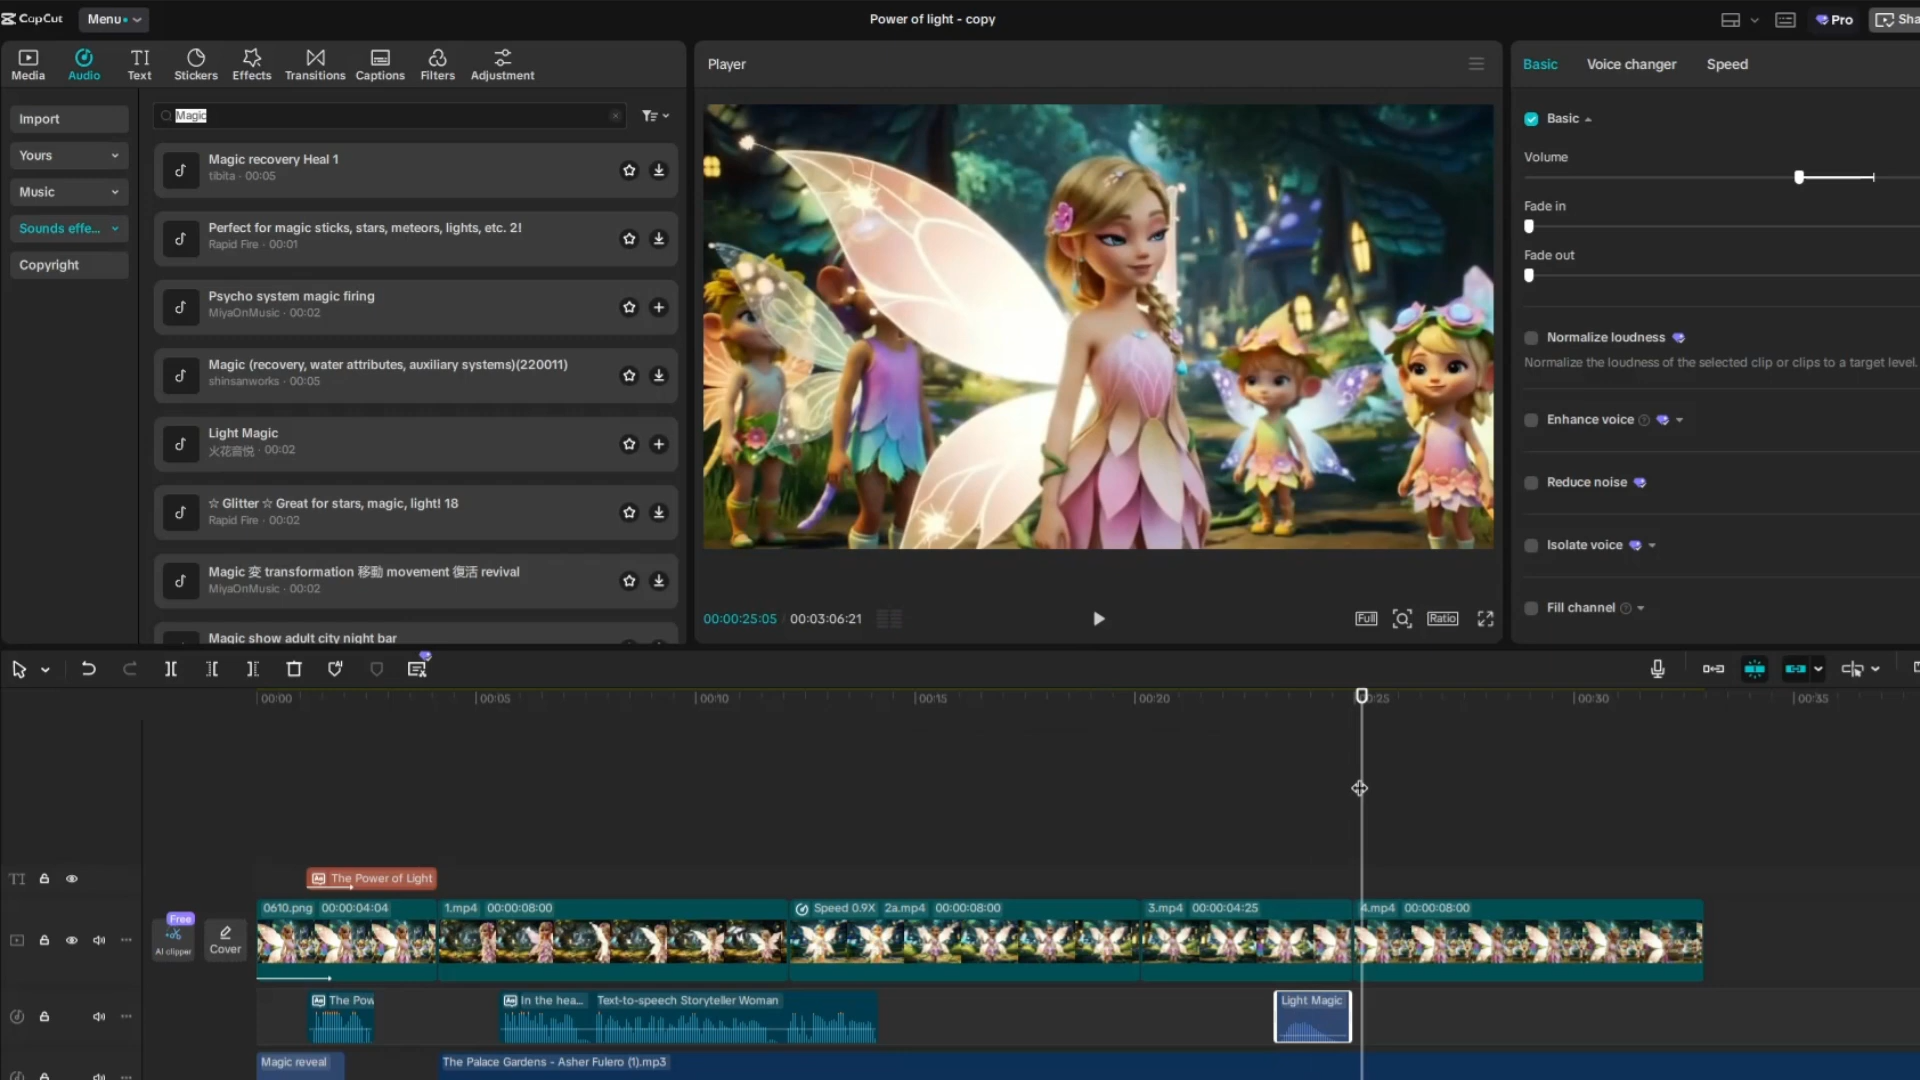 CapCut
Menu
Power of light - copy
Pro
Media
Audio
Text
Stickers
Effects
Transitions
Captions
Filters
Adjustment
Import
Yours
Music
Sounds effe...
Copyright
Magic
Magic recovery Heal 1
tibita · 00:05
Perfect for magic sticks, stars, meteors, lights, etc. 2!
Rapid Fire · 00:01
Psycho system magic firing
MiyaOnMusic · 00:02
Magic (recovery, water attributes, auxiliary systems)(220011)
shinsanworks · 00:05
Light Magic
火花音悦 · 00:02
☆ Glitter ☆ Great for stars, magic, light! 18
Rapid Fire · 00:02
Magic 変 transformation 移動 movement 復活 revival
MiyaOnMusic · 00:02
Magic show adult city night bar
Player
00:00:25:05 00:03:06:21
Full
Ratio
Basic
Voice changer
Speed
Basic
Volume
Fade in
Fade out
Normalize loudness
Normalize the loudness of the selected clip or clips to a target level.
Enhance voice
Reduce noise
Isolate voice
Fill channel
00:00
00:05
00:10
00:15
00:20
00:30
00:35
TI
The Power of Light
Free
AI clipper
Cover
0610.png 00:00:04:04
1.mp4 00:00:08:00
Speed 0.9X 2a.mp4 00:00:08:00
3.mp4 00:00:04:25
4.mp4 00:00:08:00
The Pow
In the hea...
Text-to-speech Storyteller Woman
Light Magic
Magic reveal
The Palace Gardens - Asher Fulero (1).mp3